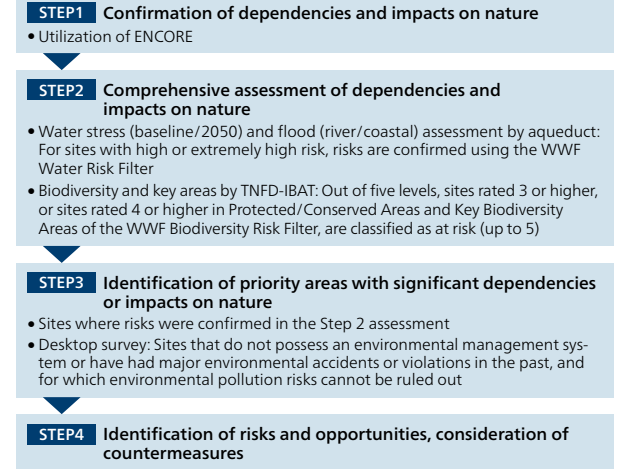 STEP1 Confirmation of dependencies and impacts on nature
• Utilization of ENCORE
STEP2 Comprehensive assessment of dependencies and
impacts on nature
• Water stress (baseline/2050) and flood (river/coastal) assessment by aqueduct:
For sites with high or extremely high risk, risks are confirmed using the WWF
Water Risk Filter
• Biodiversity and key areas by TNFD-IBAT: Out of five levels, sites rated 3 or higher,
or sites rated 4 or higher in Protected/Conserved Areas and Key Biodiversity
Areas of the WWF Biodiversity Risk Filter, are classified as at risk (up to 5)
STEP3 Identification of priority areas with significant dependencies
or impacts on nature
• Sites where risks were confirmed in the Step 2 assessment
• Desktop survey: Sites that do not possess an environmental management sys-
tem or have had major environmental accidents or violations in the past, and
for which environmental pollution risks cannot be ruled out
STEP4 Identification of risks and opportunities, consideration of
countermeasures